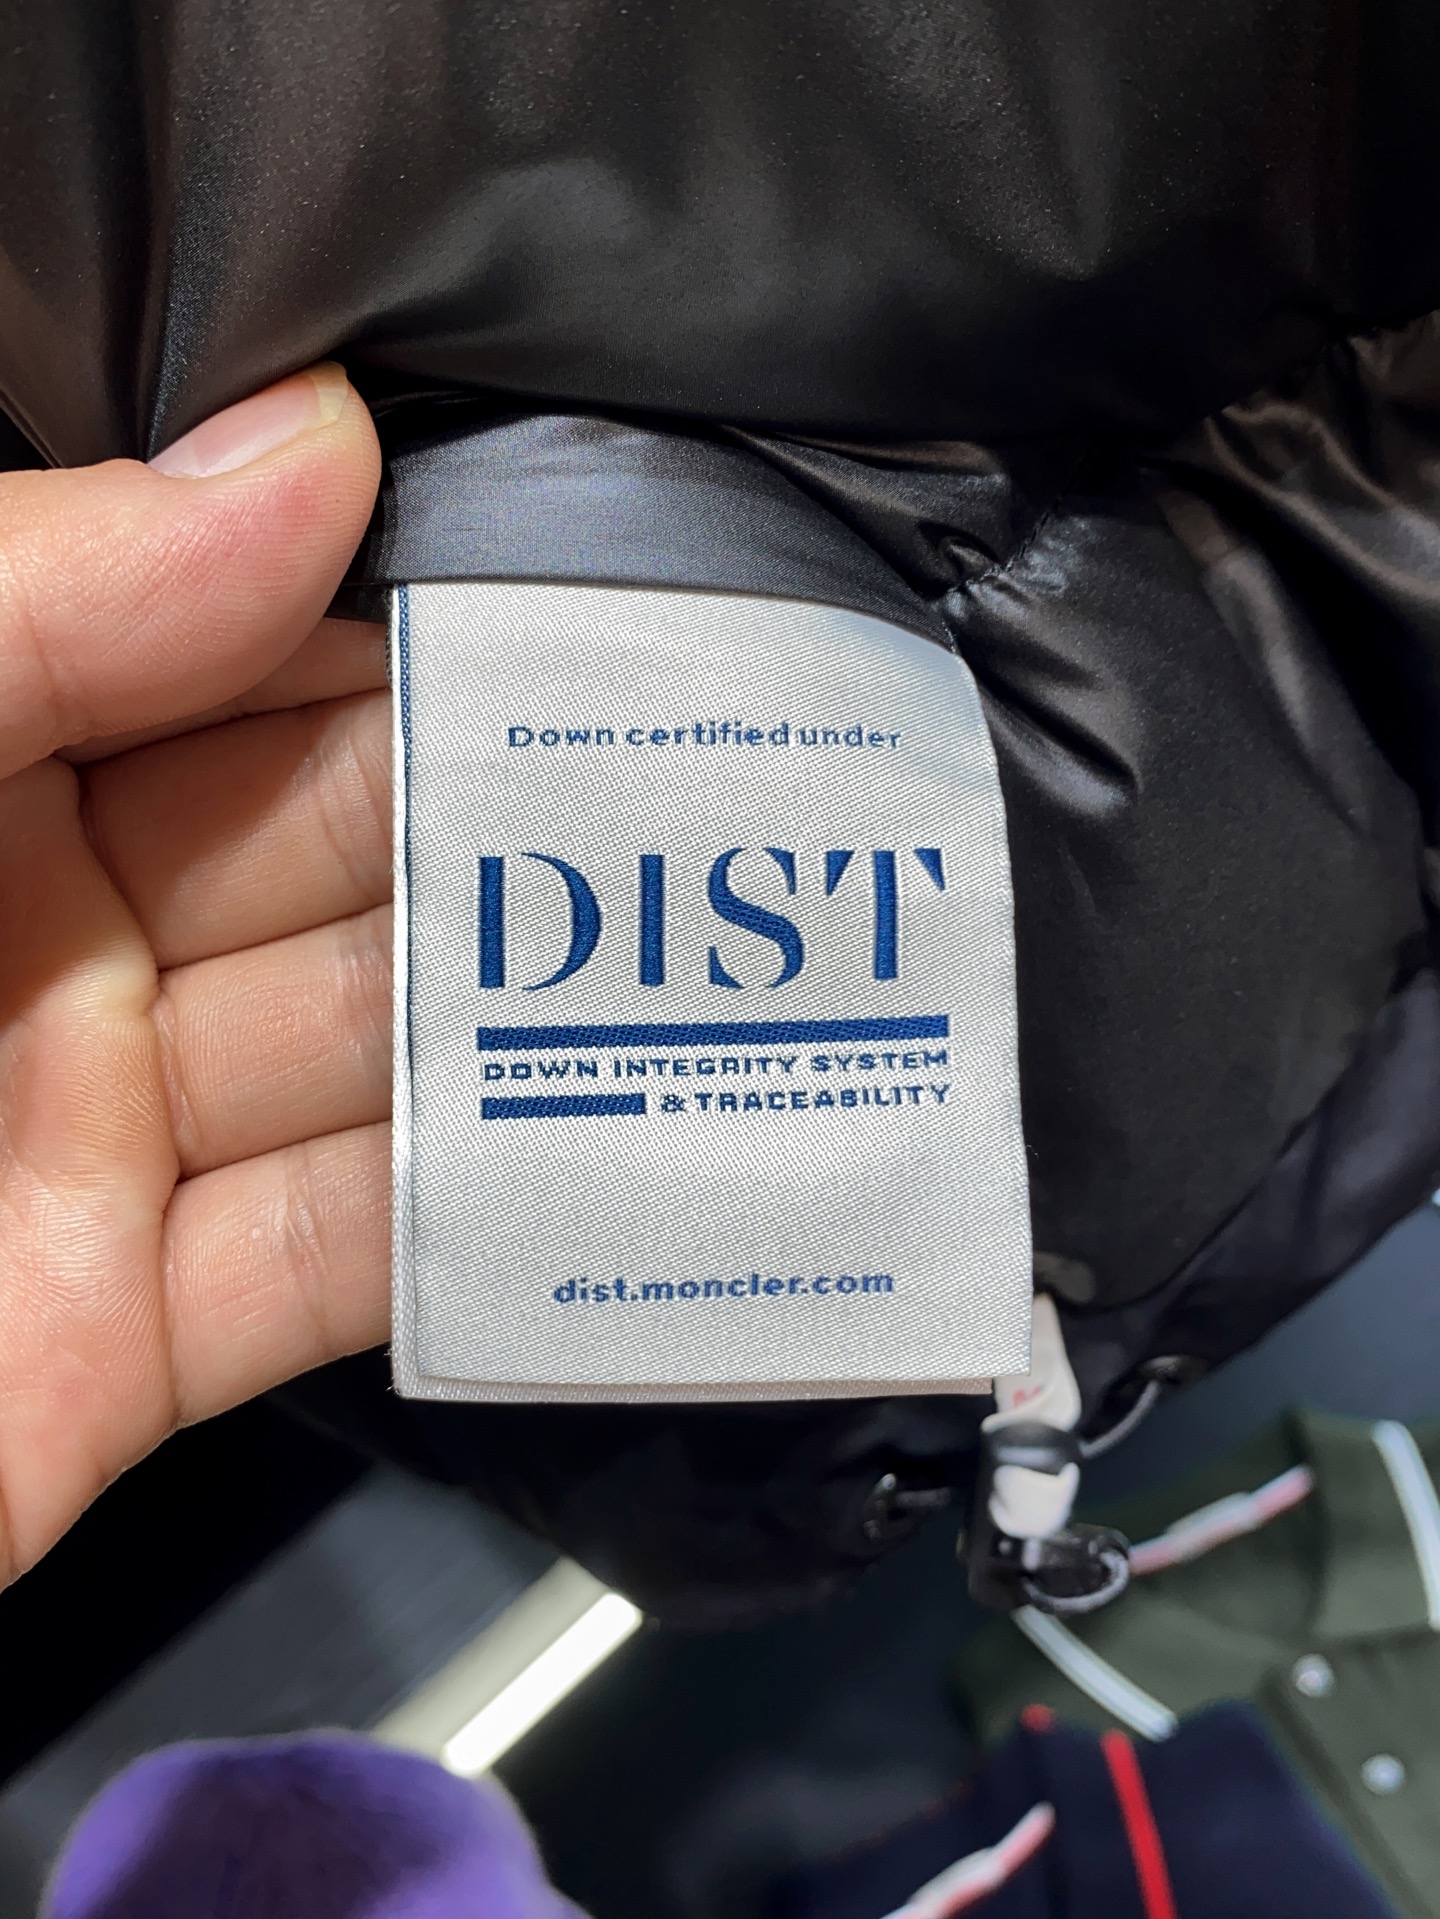 Down certified under
DIST
DOWN INTEGRITY SYSTEM
& TRACEABILITY
dist.moncler.com